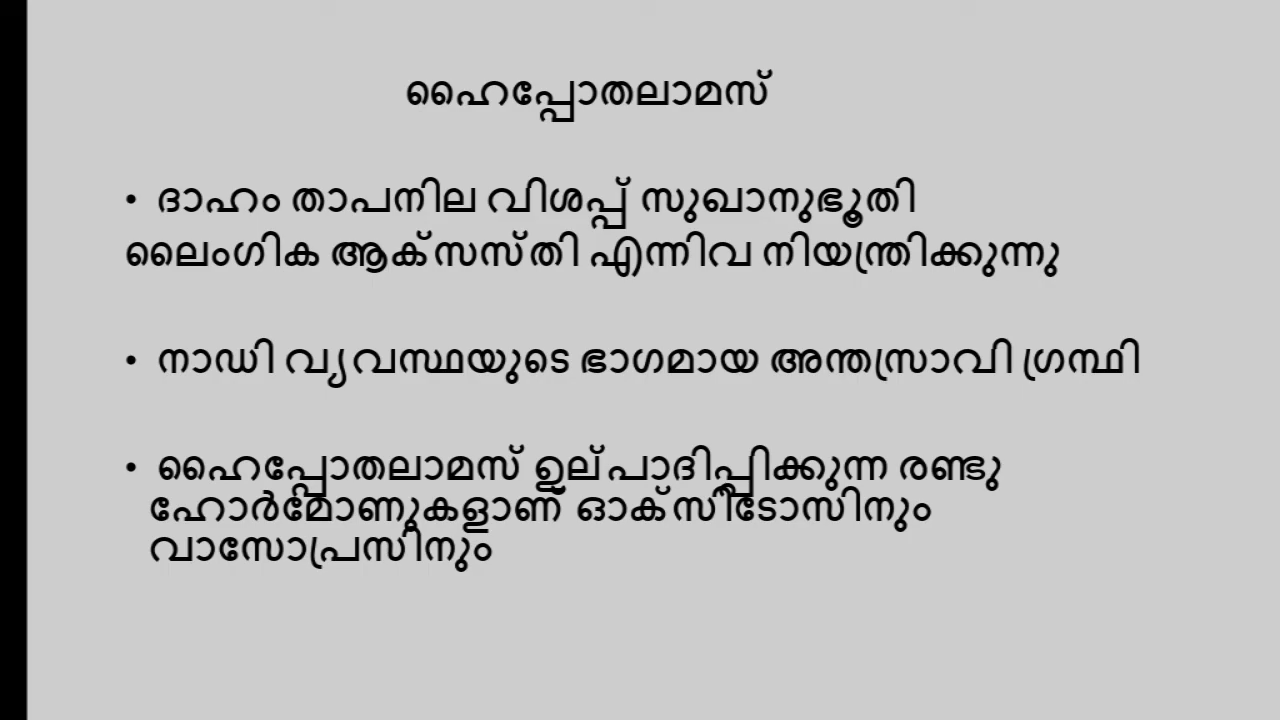 ഹൈപ്പോതലാമസ്
• ദാഹം താപനില വിശപ്പ് സുഖാനുഭൂതി
ലൈംഗിക ആക്സസ്തി എന്നിവ നിയന്ത്രിക്കുന്നു
• നാഡി വ്യവസ്ഥയുടെ ഭാഗമായ അന്തസ്രാവി ഗ്രന്ഥി
• ഹൈപ്പോതലാമസ് ഉല്പാദിപ്പിക്കുന്ന രണ്ടു
ഹോർമോണുകളാണ് ഓക്സിടോസിനും
വാസോപ്രസിനും